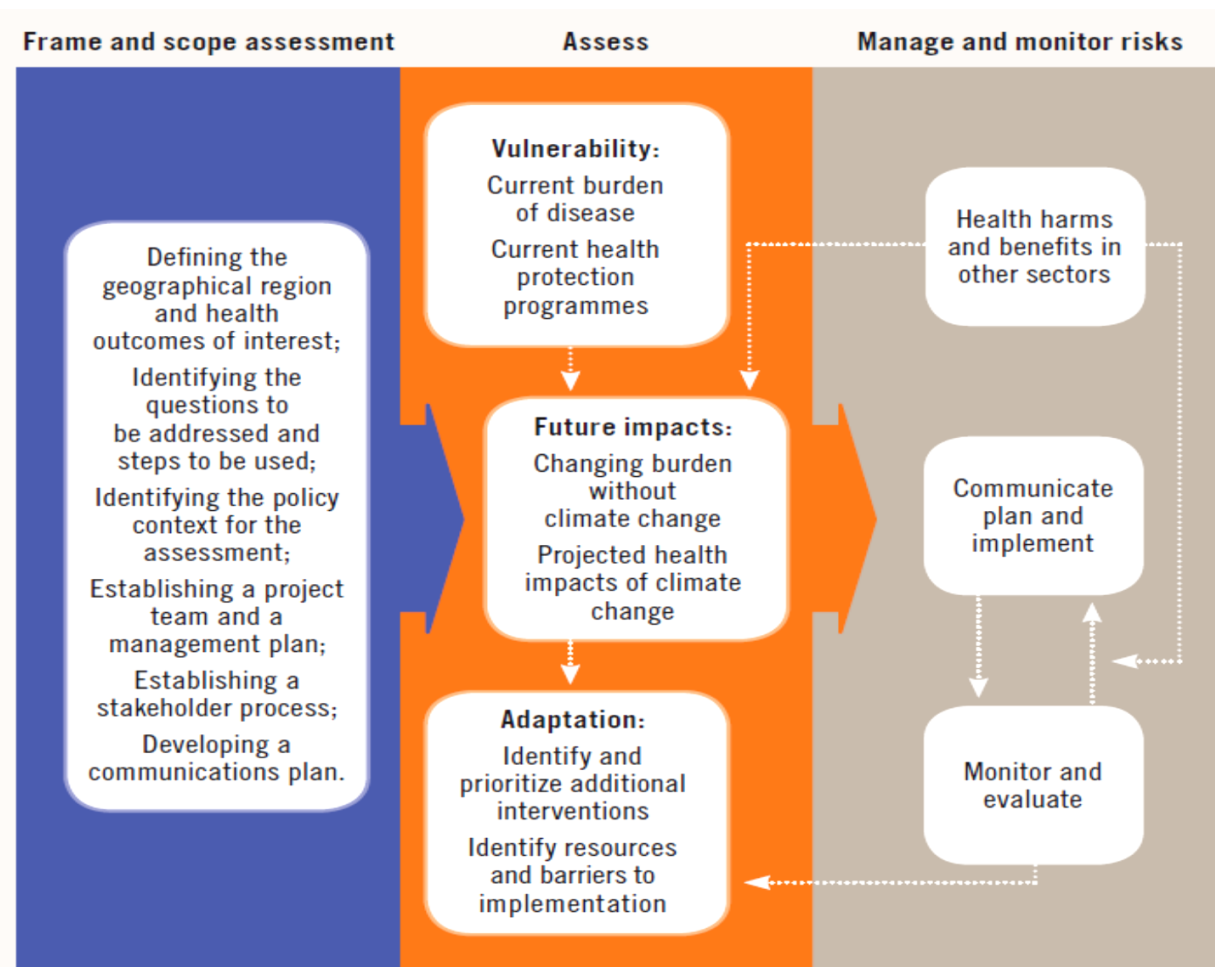 Frame and scope assessment
Assess
Manage and monitor risks
Defining the
geographical region
and health
outcomes of interest;
Identifying the
questions to
be addressed and
steps to be used;
Identifying the policy
context for the
assessment;
Establishing a project
team and a
management plan;
Establishing a
stakeholder process;
Developing a
communications plan.
Vulnerability:
Current burden
of disease
Current health
protection
programmes
Future impacts:
Changing burden
without
climate change
Projected health
impacts of climate
change
Adaptation:
Identify and
prioritize additional
interventions
Identify resources
and barriers to
implementation
Health harms
and benefits in
other sectors
Communicate
plan and
implement
Monitor and
evaluate